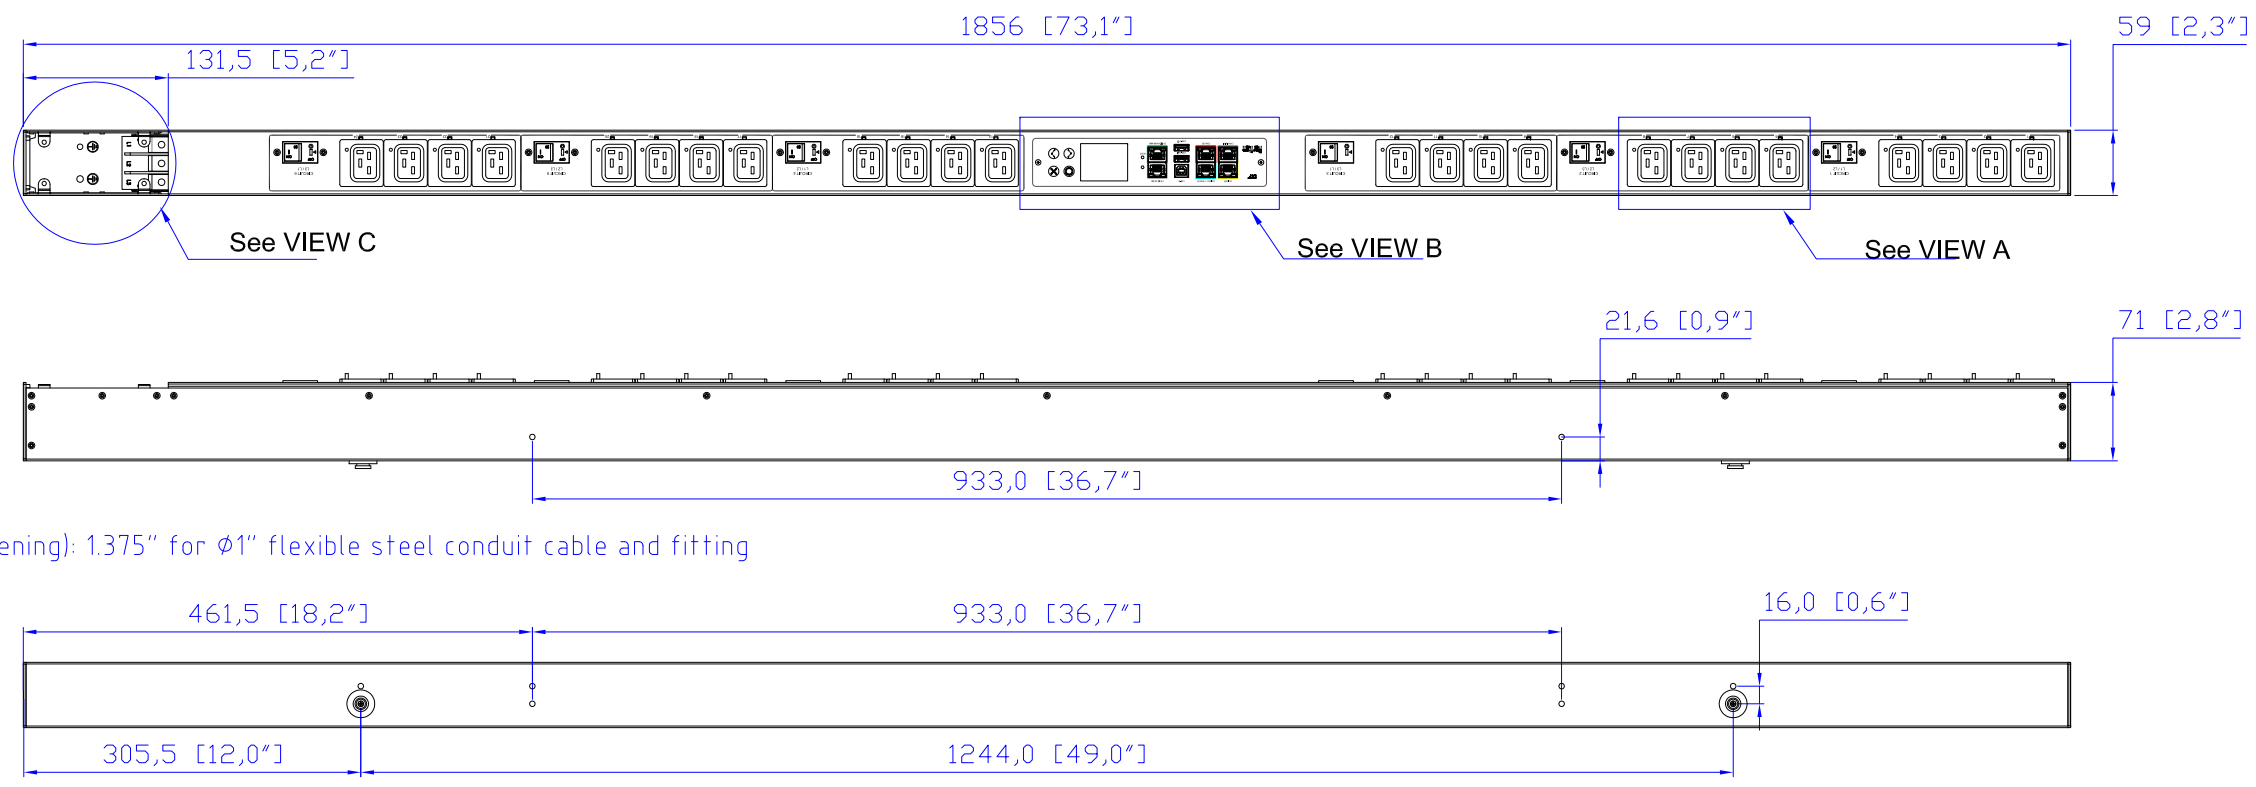 1856 [73,1"]
59 [2,3"]
131,5 [5,2"]
See VIEW C
See VIEW B
See VIEW A
21,6 [0,9"]
71 [2,8"]
933,0 [36,7"]
ening): 1.375" for Ø1" flexible steel conduit cable and fitting
461,5 [18,2"]
933,0 [36,7"]
16,0 [0,6"]
305,5 [12,0"]
1244,0 [49,0"]